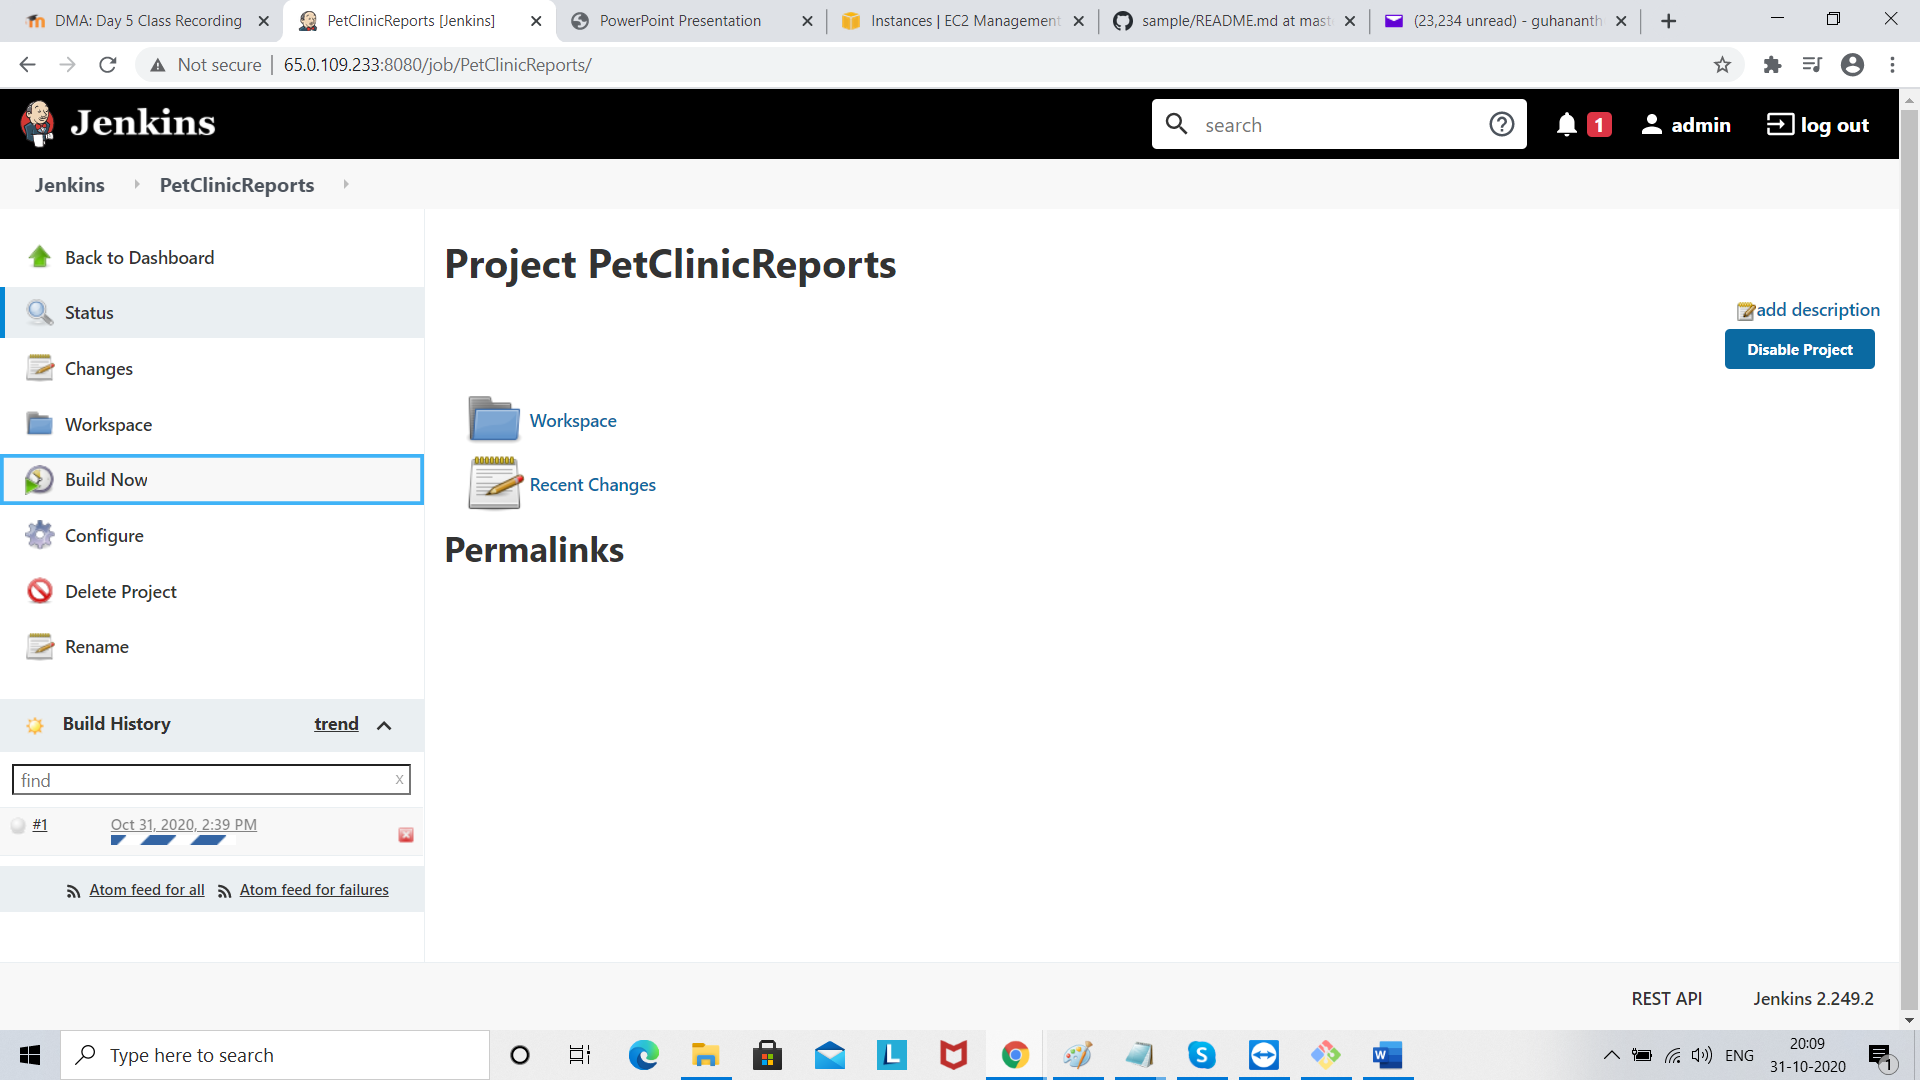 DMA: Day 5 Class Recording
PetClinicReports [Jenkins]
PowerPoint Presentation
Instances | EC2 Management
sample/README.md at mast
(23,234 unread) - guhananth
Not secure | 65.0.109.233:8080/job/PetClinicReports/
Jenkins
search
1
admin
log out
Jenkins
PetClinicReports
Back to Dashboard
Status
Changes
Workspace
Build Now
Configure
Delete Project
Rename
Build History
trend
find
x
#1
Oct 31, 2020, 2:39 PM
Atom feed for all
Atom feed for failures
Project PetClinicReports
add description
Disable Project
Workspace
Recent Changes
Permalinks
REST API
Jenkins 2.249.2
Type here to search
L
W
ENG
20:09
31-10-2020
1